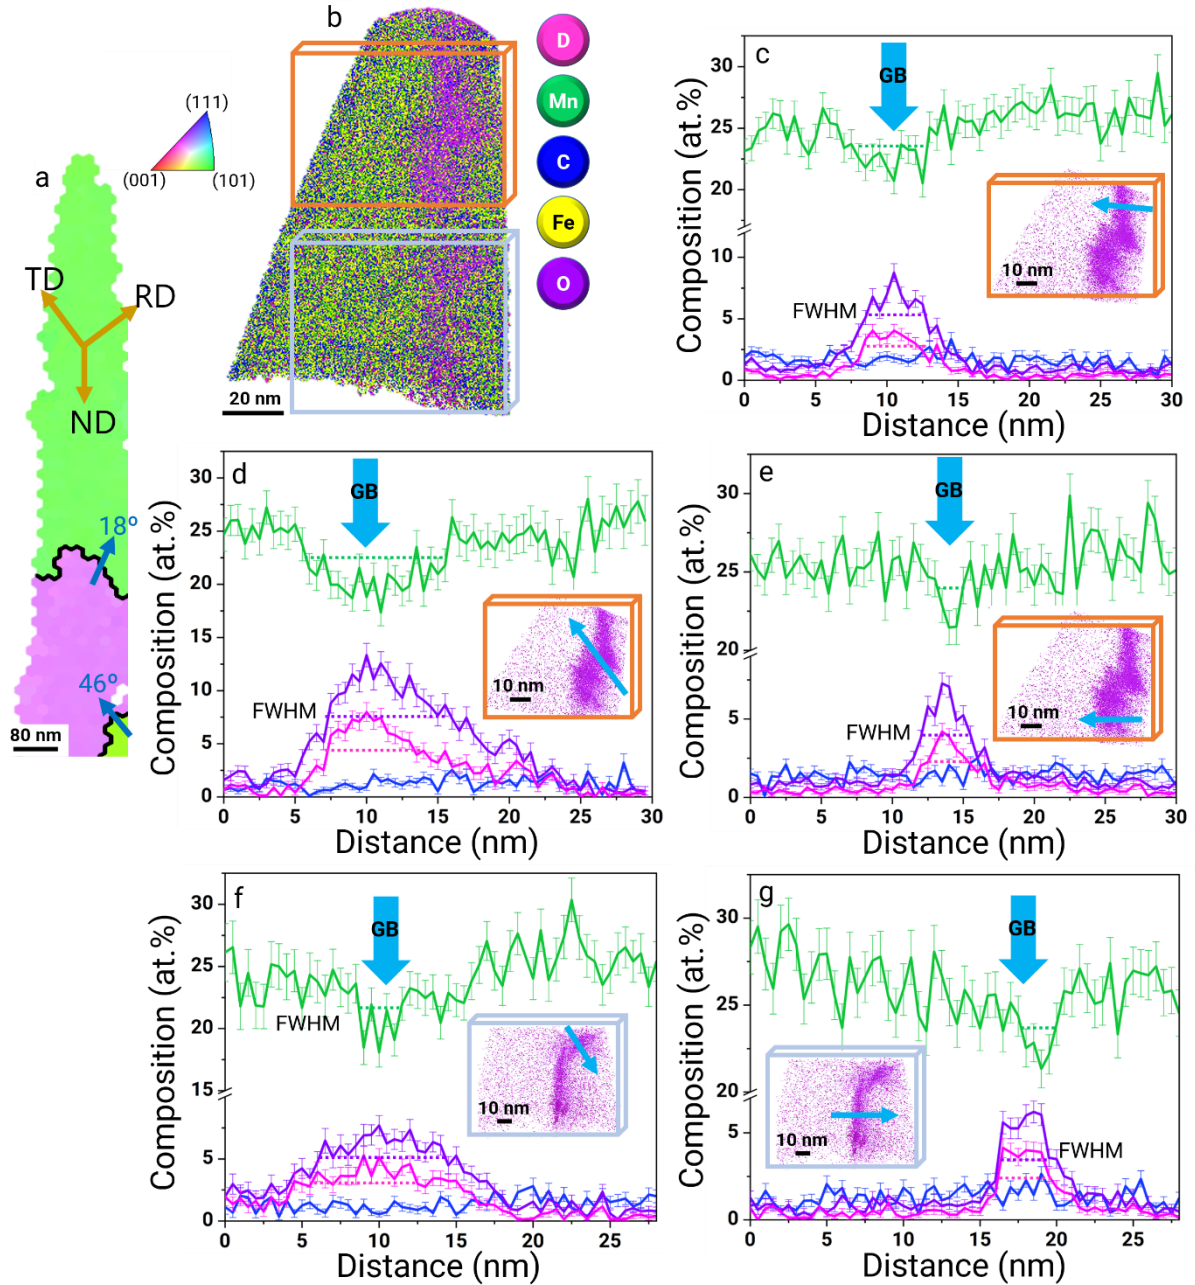 a
(111)
(001)
(101)
TD
RD
ND
18º
46º
80 nm
b
20 nm
D
Mn
C
Fe
O
c
GB
FWHM
10 nm
Composition (at.%)
30
25
20
10
5
0
0 5 10 15 20 25 30
Distance (nm)
d
GB
FWHM
10 nm
Composition (at.%)
30
25
20
15
10
5
0
0 5 10 15 20 25 30
Distance (nm)
e
GB
FWHM
10 nm
Composition (at.%)
30
25
20
5
0
0 5 10 15 20 25 30
Distance (nm)
f
GB
FWHM
10 nm
Composition (at.%)
30
25
20
15
5
0
0 5 10 15 20 25
Distance (nm)
g
GB
FWHM
10 nm
Composition (at.%)
30
25
20
5
0
0 5 10 15 20 25
Distance (nm)